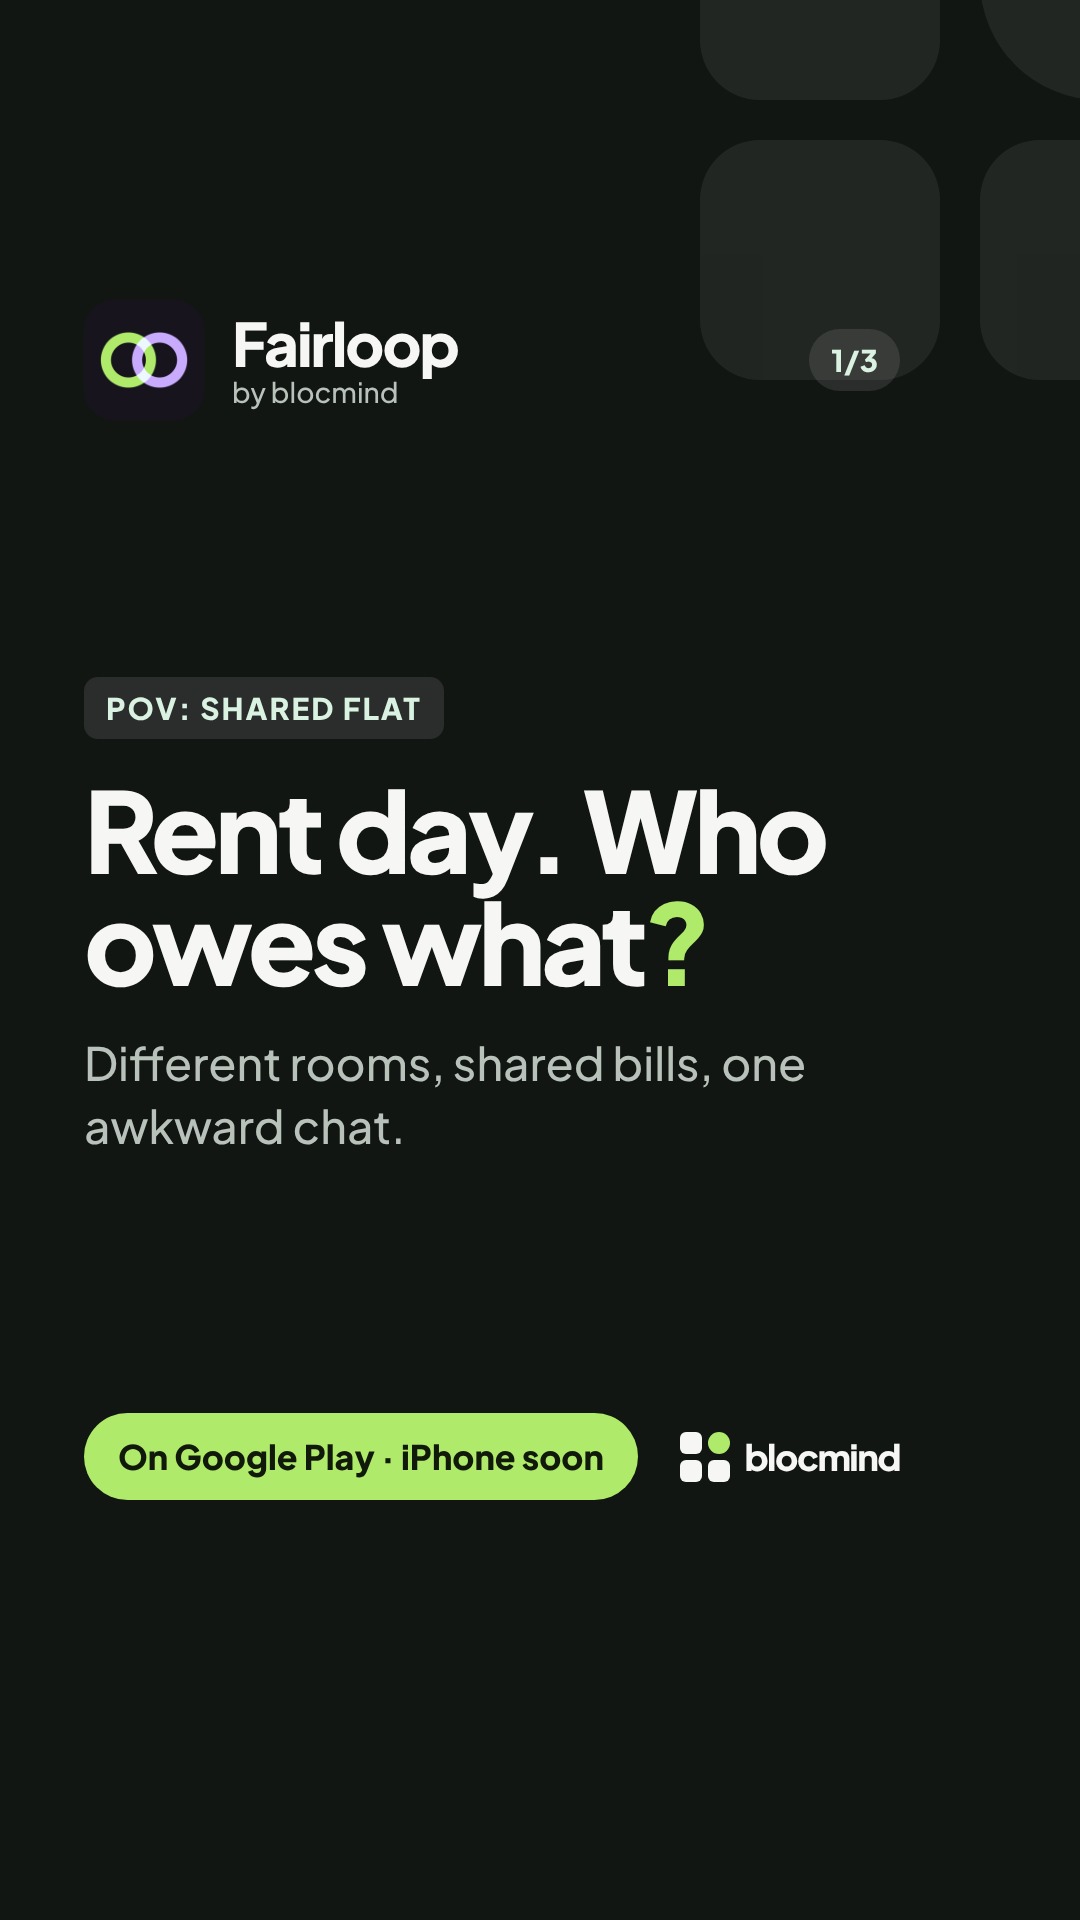 Fairloop
by blocmind
1/3
POV: SHARED FLAT
Rent day. Who
owes what?
Different rooms, shared bills, one
awkward chat.
On Google Play · iPhone soon
blocmind